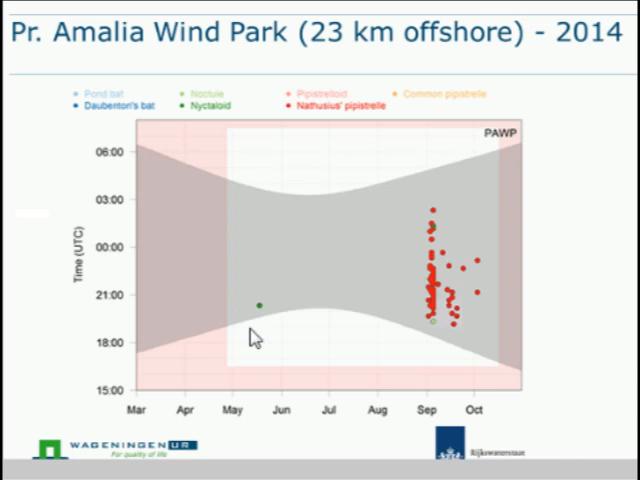 Pr. Amalia Wind Park (23 km offshore) - 2014
Pond bat Noctule Pipistrelloid Common pipistrelle
Daubenton's bat Nyctaloid Nathusius' pipistrelle
PAWP
06:00
03:00
00:00
21:00
18:00
15:00
Time (UTC)
Mar Apr May Jun Jul Aug Sep Oct
WAGENINGEN UR
For quality of life
Rijkswaterstaat